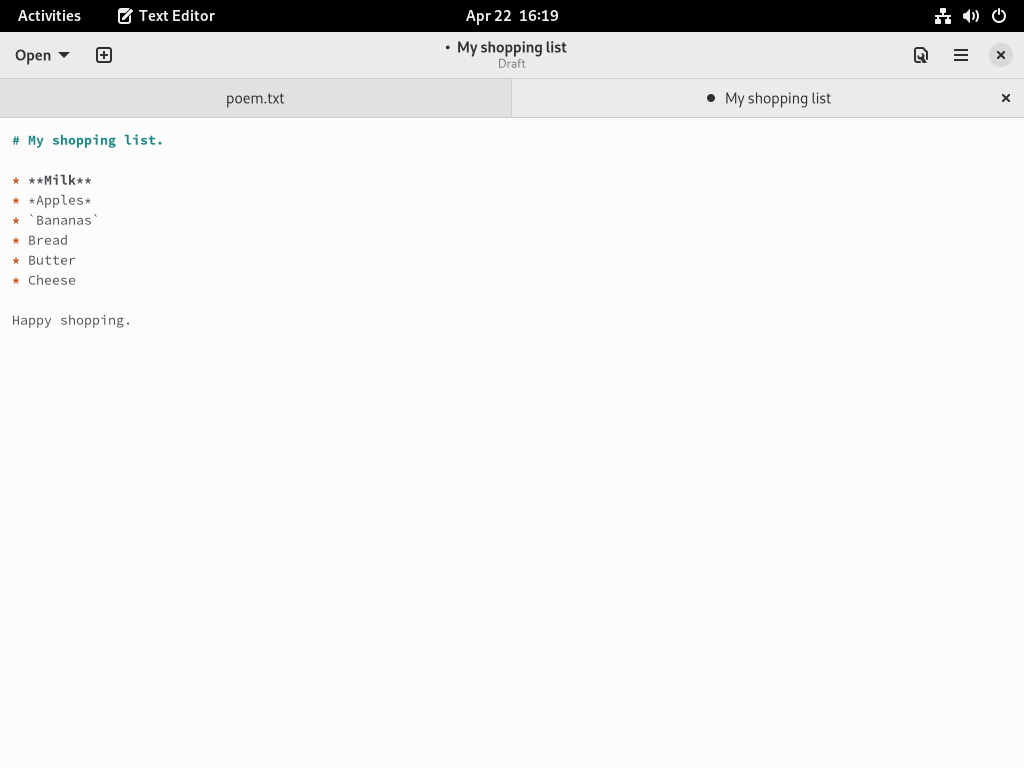 Activities Text Editor Apr 22 16:19
Open • My shopping list
Draft
poem.txt My shopping list
# My shopping list.
* **Milk**
* *Apples*
* `Bananas`
* Bread
* Butter
* Cheese
Happy shopping.